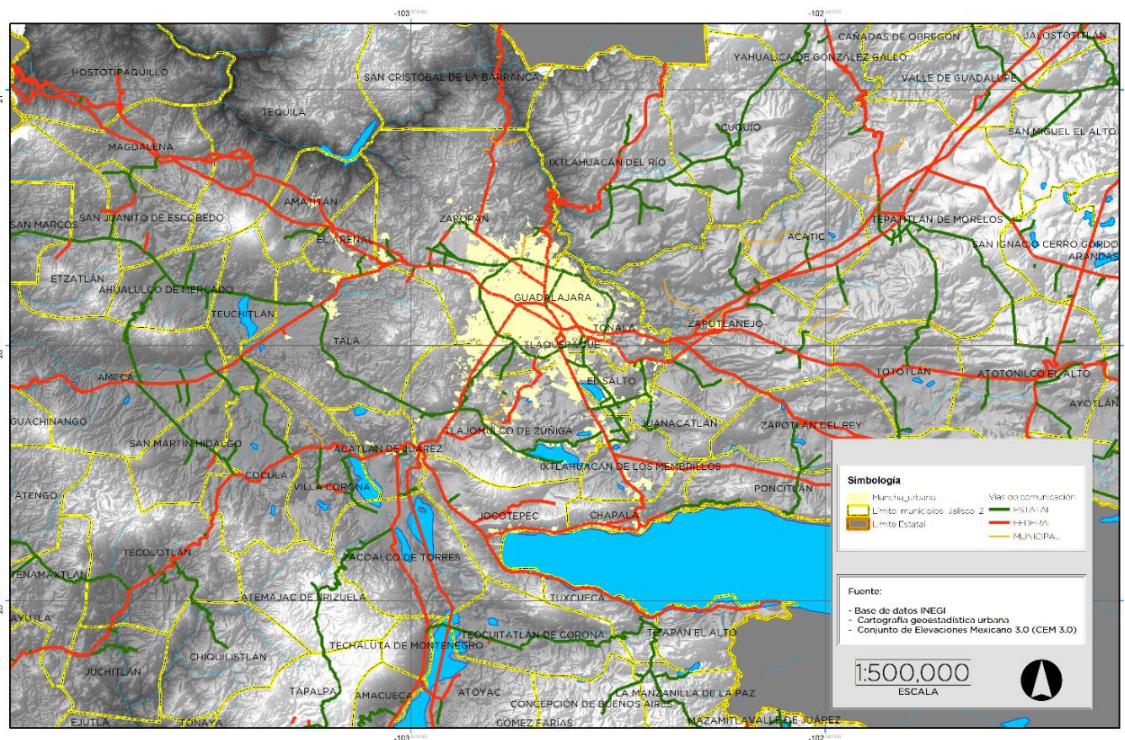 -103
-102
CAÑADAS DE OBREGÓN
JALOSTOTITLÁN
HOSTOTIPAQUILLO
SAN CRISTÓBAL DE LA BARRANCA
YAHUALICA DE GONZÁLEZ GALLO
VALLE DE GUADALUPE
TEQUILA
CUQUÍO
SAN MIGUEL EL ALTO
MAGDALENA
IXTLAHUACÁN DEL RÍO
AMATITÁN
SAN MARCOS
SAN JUANITO DE ESCOBEDO
ZAPOPAN
TEPATITLÁN DE MORELOS
EL ARENAL
ACATIC
SAN IGNACIO CERRO GORDO
ARANDAS
ETZATLÁN
AHUALULCO DE MERCADO
GUADALAJARA
TEUCHITLÁN
ZAPOTLANEJO
TONALÁ
TALA
TLAQUEPAQUE
AMECA
EL SALTO
TOTOTLÁN
ATOTONILCO EL ALTO
AYOTLÁN
GUACHINANGO
JUANACATLÁN
ZAPOTLÁN DEL REY
TLAJOMULCO DE ZÚÑIGA
SAN MARTÍN HIDALGO
ACATLÁN DE JUÁREZ
IXTLAHUACÁN DE LOS MEMBRILLOS
COCULA
VILLA CORONA
PONCITLÁN
ATENGO
JOCOTEPEC
CHAPALA
TECOLOTLÁN
ACOALCO DE TORRES
TENAMAXTLÁN
ATEMAJAC DE BRIZUELA
TUXCUECA
AYUTLA
TEOCUITATLÁN DE CORONA
TIZAPÁN EL ALTO
TECHALUTA DE MONTENEGRO
CHIQUILISTLÁN
JUCHITLÁN
TAPALPA
AMACUECA
ATOYAC
LA MANZANILLA DE LA PAZ
CONCEPCIÓN DE BUENOS AIRES
EJUTLA
TONAYA
GÓMEZ FARÍAS
MAZAMITLA
VALLE DE JUÁREZ
Simbología
Mancha_urbana
Límite municipios Jalisco_2
Límite Estatal
Vías de comunicación
ESTATAL
FEDERAL
MUNICIPAL
Fuente:
- Base de datos INEGI
- Cartografía geoestadística urbana
- Conjunto de Elevaciones Mexicano 3.0 (CEM 3.0)
1:500,000
ESCALA